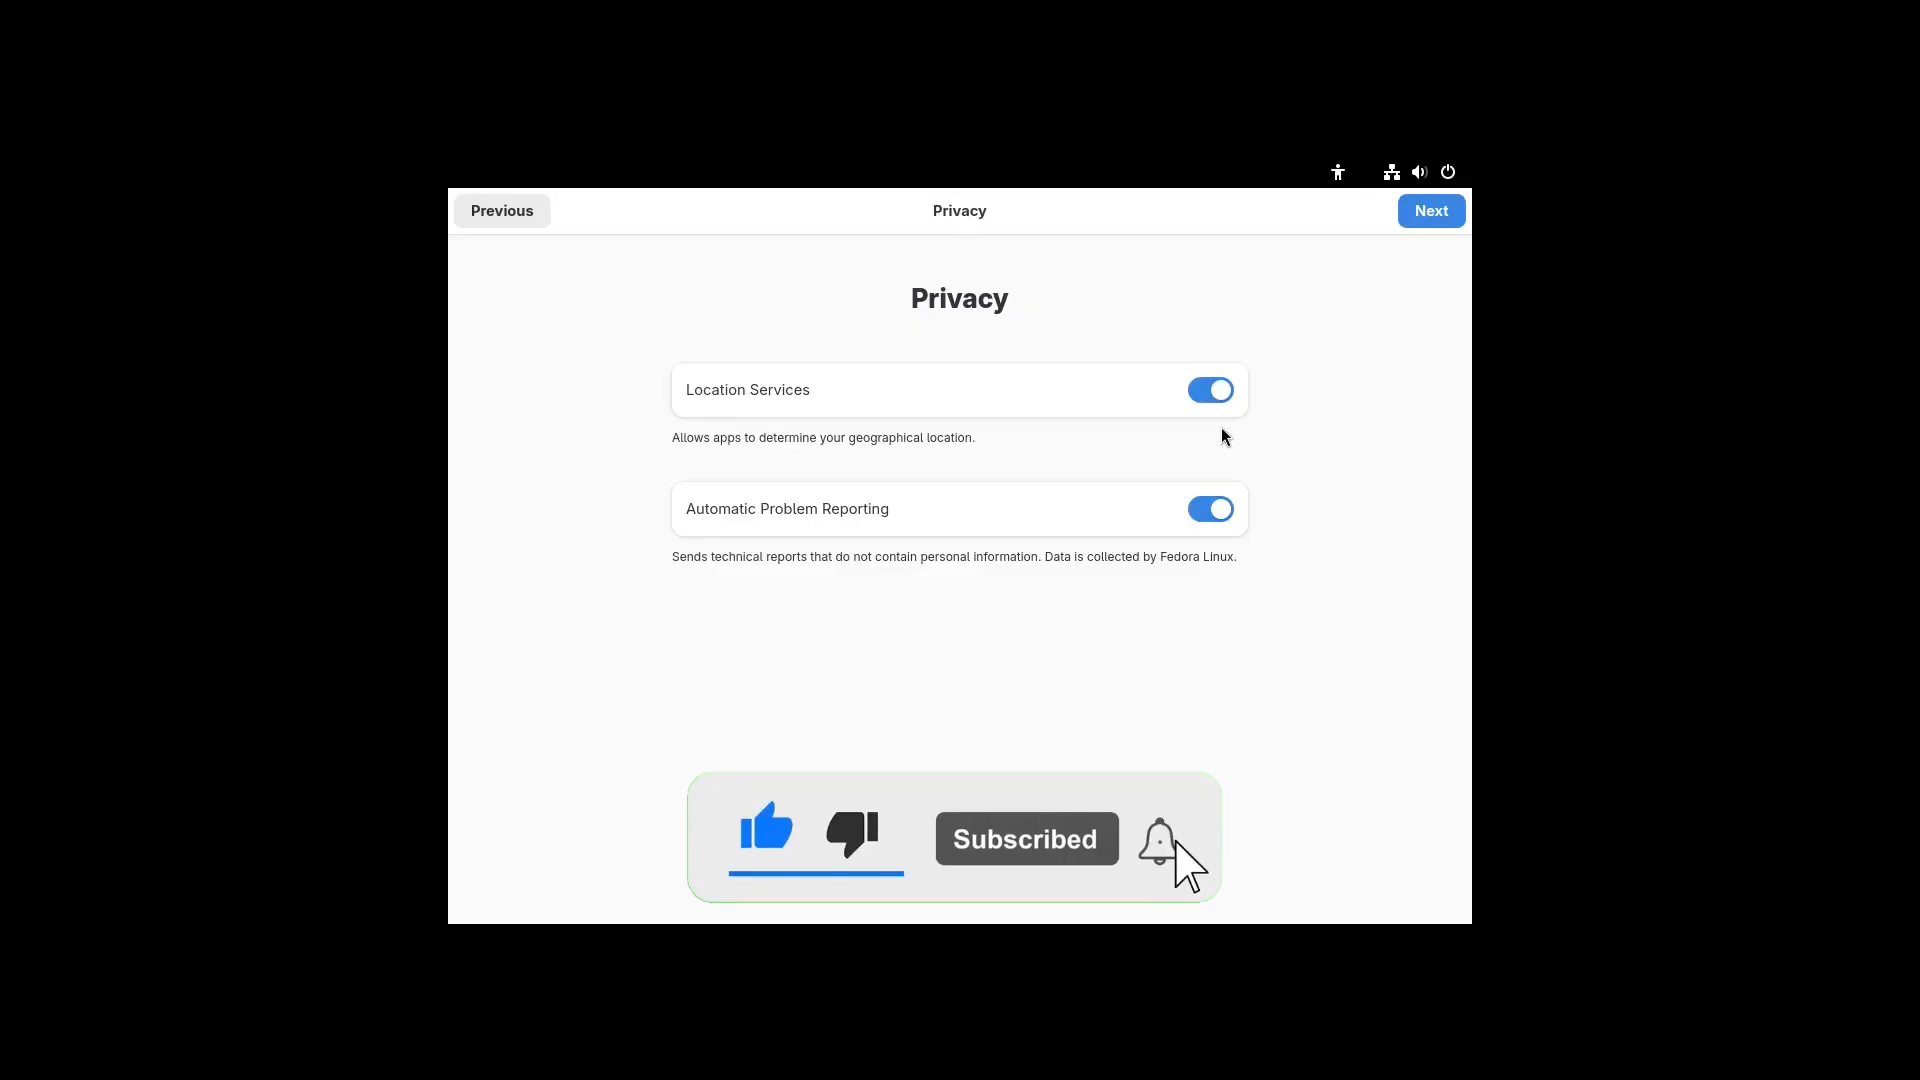 Previous
Privacy
Next
Privacy
Location Services
Allows apps to determine your geographical location.
Automatic Problem Reporting
Sends technical reports that do not contain personal information. Data is collected by Fedora Linux.
Subscribed